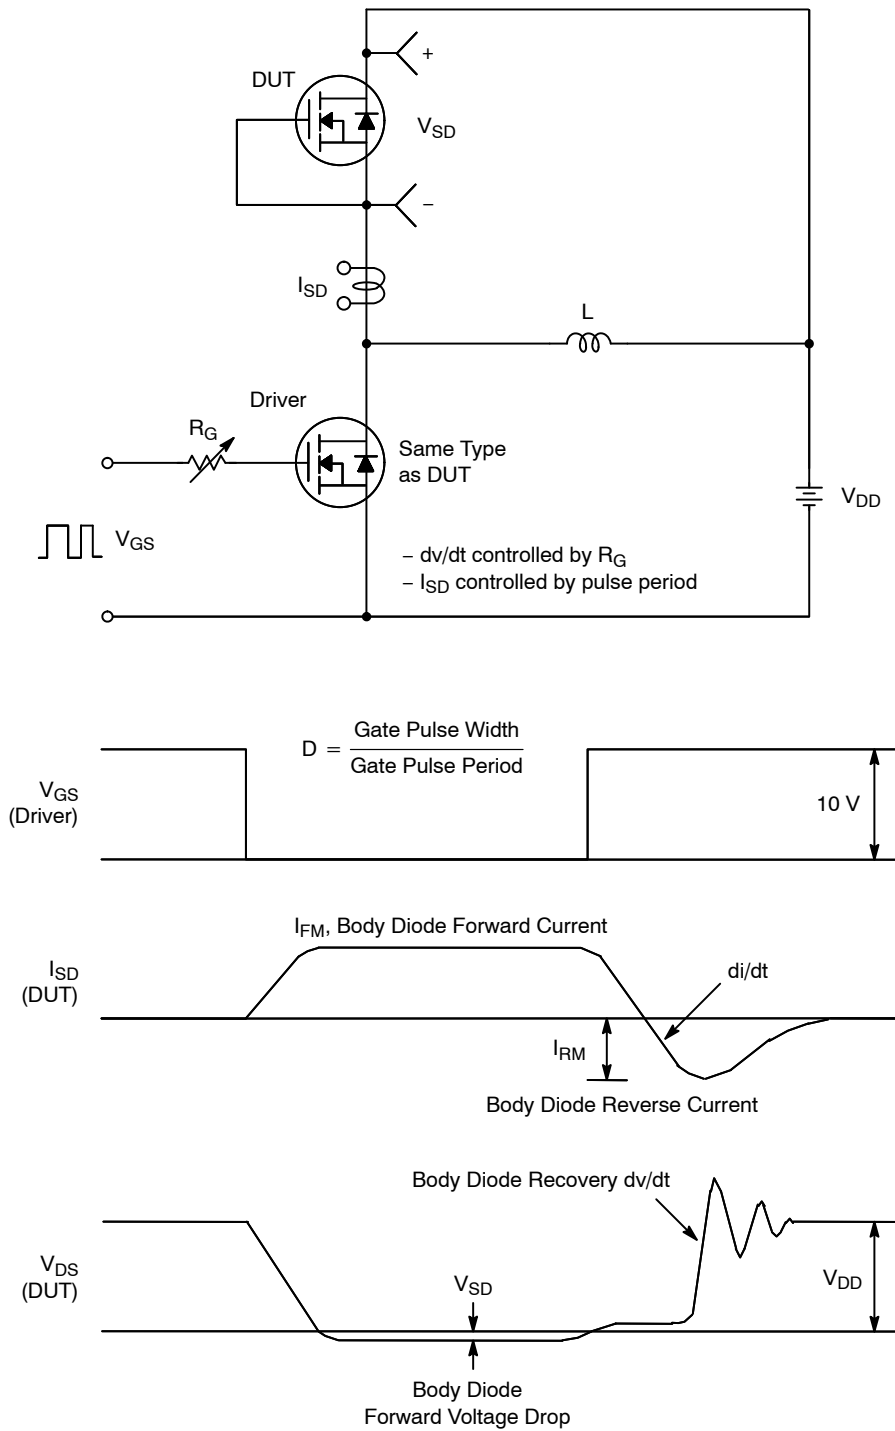 +
DUT
V_SD
−
I_SD
L
Driver
R_G
Same Type
as DUT
V_DD
V_GS
− dv/dt controlled by R_G
− I_SD controlled by pulse period
D = Gate Pulse Width
Gate Pulse Period
V_GS
(Driver)
10 V
I_FM, Body Diode Forward Current
I_SD
(DUT)
di/dt
I_RM
Body Diode Reverse Current
Body Diode Recovery dv/dt
V_DS
(DUT)
V_SD
V_DD
Body Diode
Forward Voltage Drop